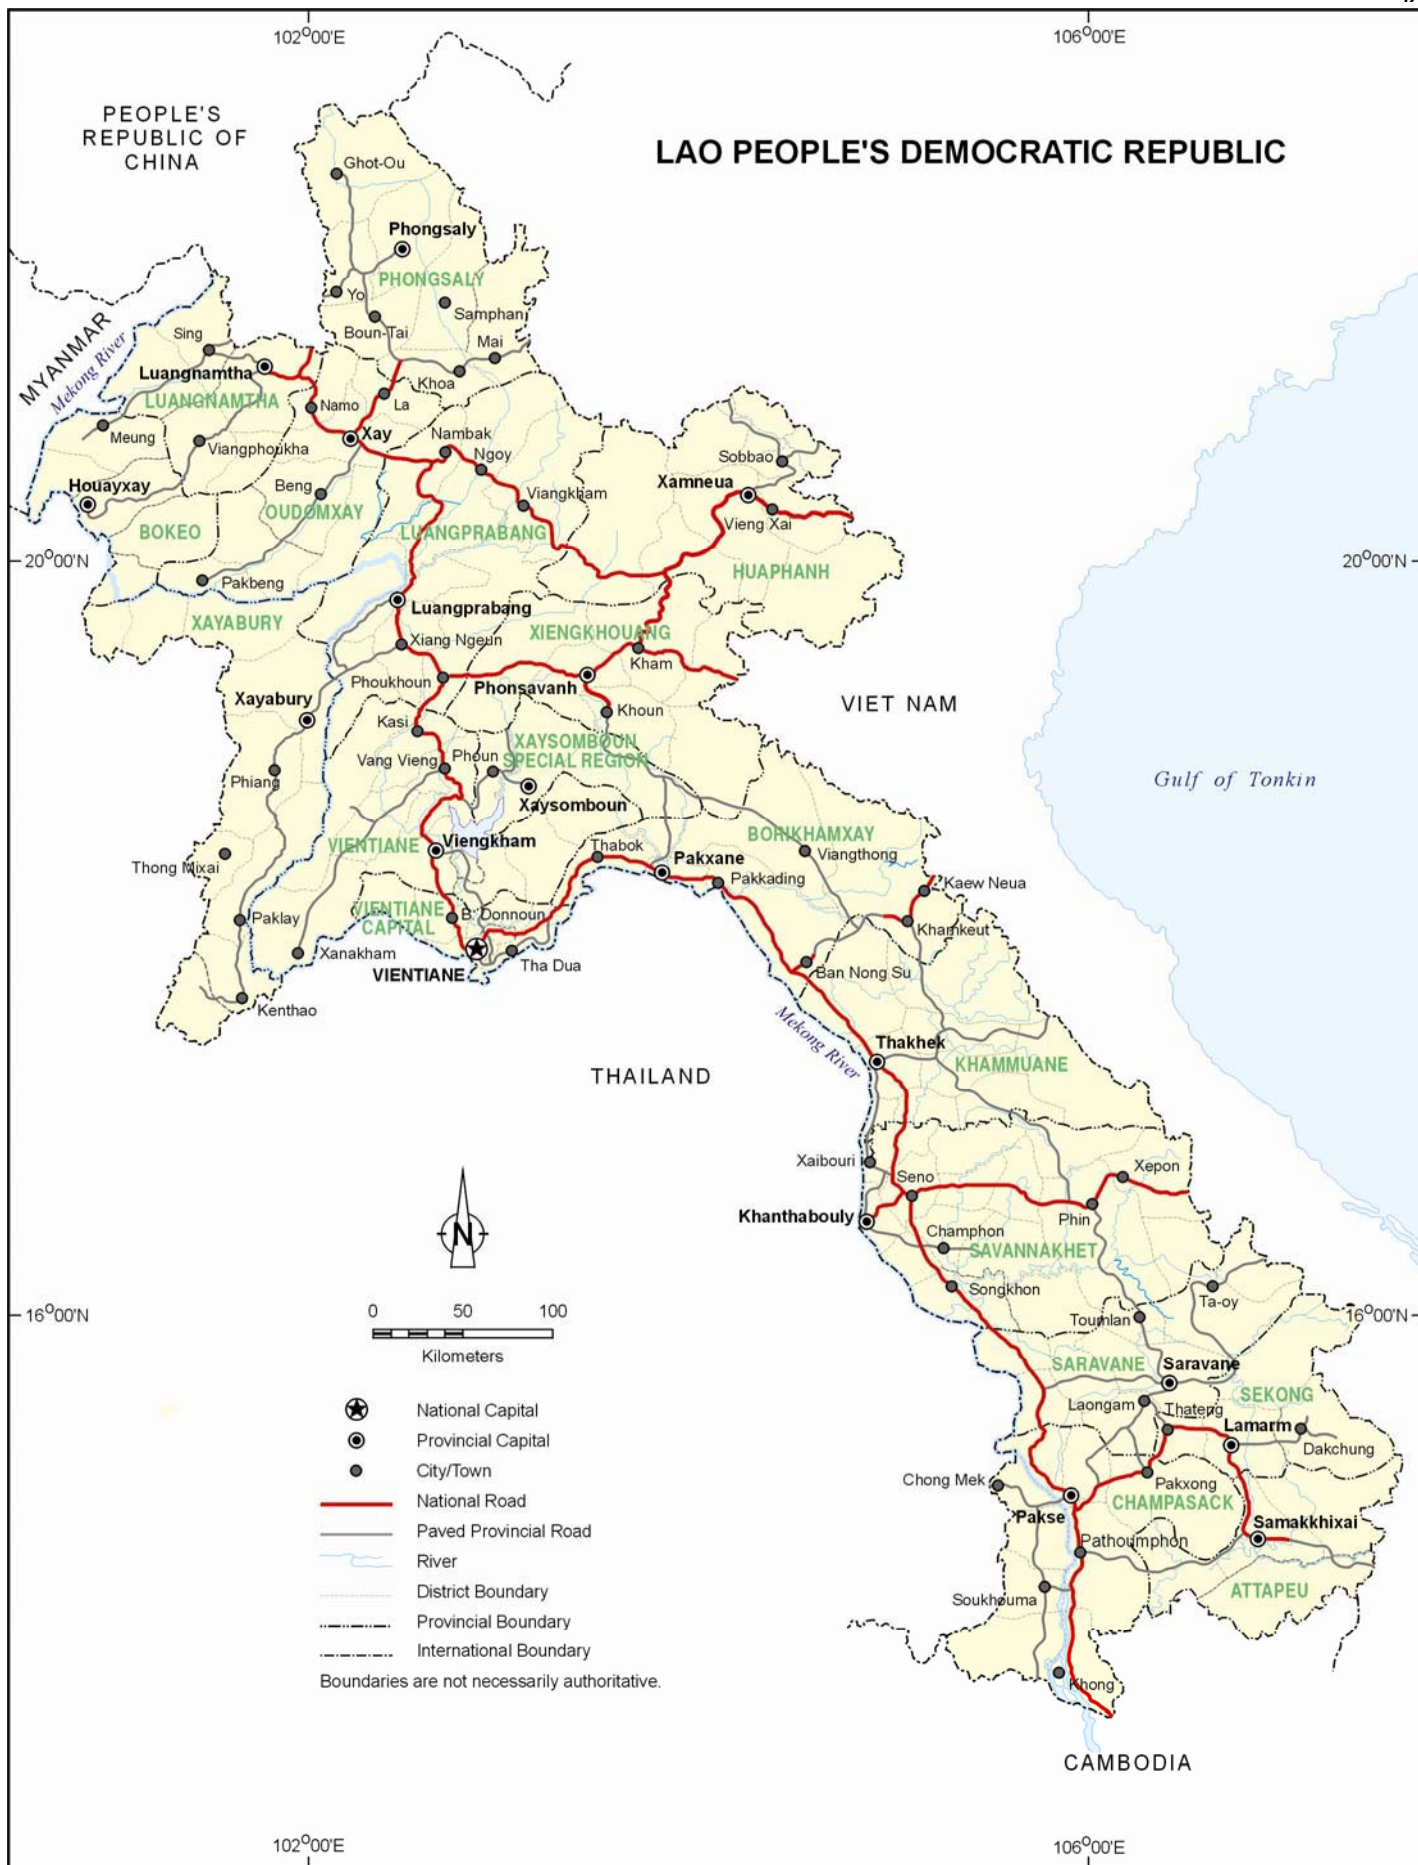 102°00'E
106°00'E
PEOPLE'S
REPUBLIC OF
CHINA
LAO PEOPLE'S DEMOCRATIC REPUBLIC
Ghot-Ou
Phongsaly
PHONGSALY
Yo
Samphan
Boun-Tai
Mai
Khoa
MYANMAR
Mekong River
Sing
Luangnamtha
LUANGNAMTHA
Namo
La
Meung
Viangphoukha
Xay
Nambak
Ngoy
Sobbao
Houayxay
Beng
OUDOMXAY
Viangkham
Xamneua
Vieng Xai
BOKEO
LUANGPRABANG
20°00'N
20°00'N
HUAPHANH
Pakbeng
Luangprabang
XAYABURY
XIENGKHOUANG
Xiang Ngeun
Kham
Phoukhoun
Phonsavanh
Xayabury
Khoun
VIET NAM
Kasi
XAYSOMBOUN
SPECIAL REGION
Vang Vieng
Phoun
Phiang
Xaysomboun
Gulf of Tonkin
VIENTIANE
Viengkham
Thabok
BORIKHAMXAY
Viangthong
Thong Mixai
Pakxane
Pakkading
Kaew Neua
Paklay
VIENTIANE
CAPITAL
B. Donnoun
Khamkeut
Xanakham
VIENTIANE
Tha Dua
Ban Nong Su
Kenthao
Mekong River
Thakhek
THAILAND
KHAMMUANE
Xaibouri
Seno
Xepon
Khanthabouly
Phin
Champhon
SAVANNAKHET
N
Songkhon
Ta-oy
16°00'N
16°00'N
0 50 100
Kilometers
Toumlan
SARAVANE
Saravane
SEKONG
Laongam
Thateng
Lamarm
Dakchung
National Capital
Provincial Capital
City/Town
National Road
Paved Provincial Road
River
District Boundary
Provincial Boundary
International Boundary
Boundaries are not necessarily authoritative.
Chong Mek
Pakxong
CHAMPASACK
Pakse
Samakkhixai
Pathoumphon
Soukhouma
ATTAPEU
Khong
CAMBODIA
102°00'E
106°00'E